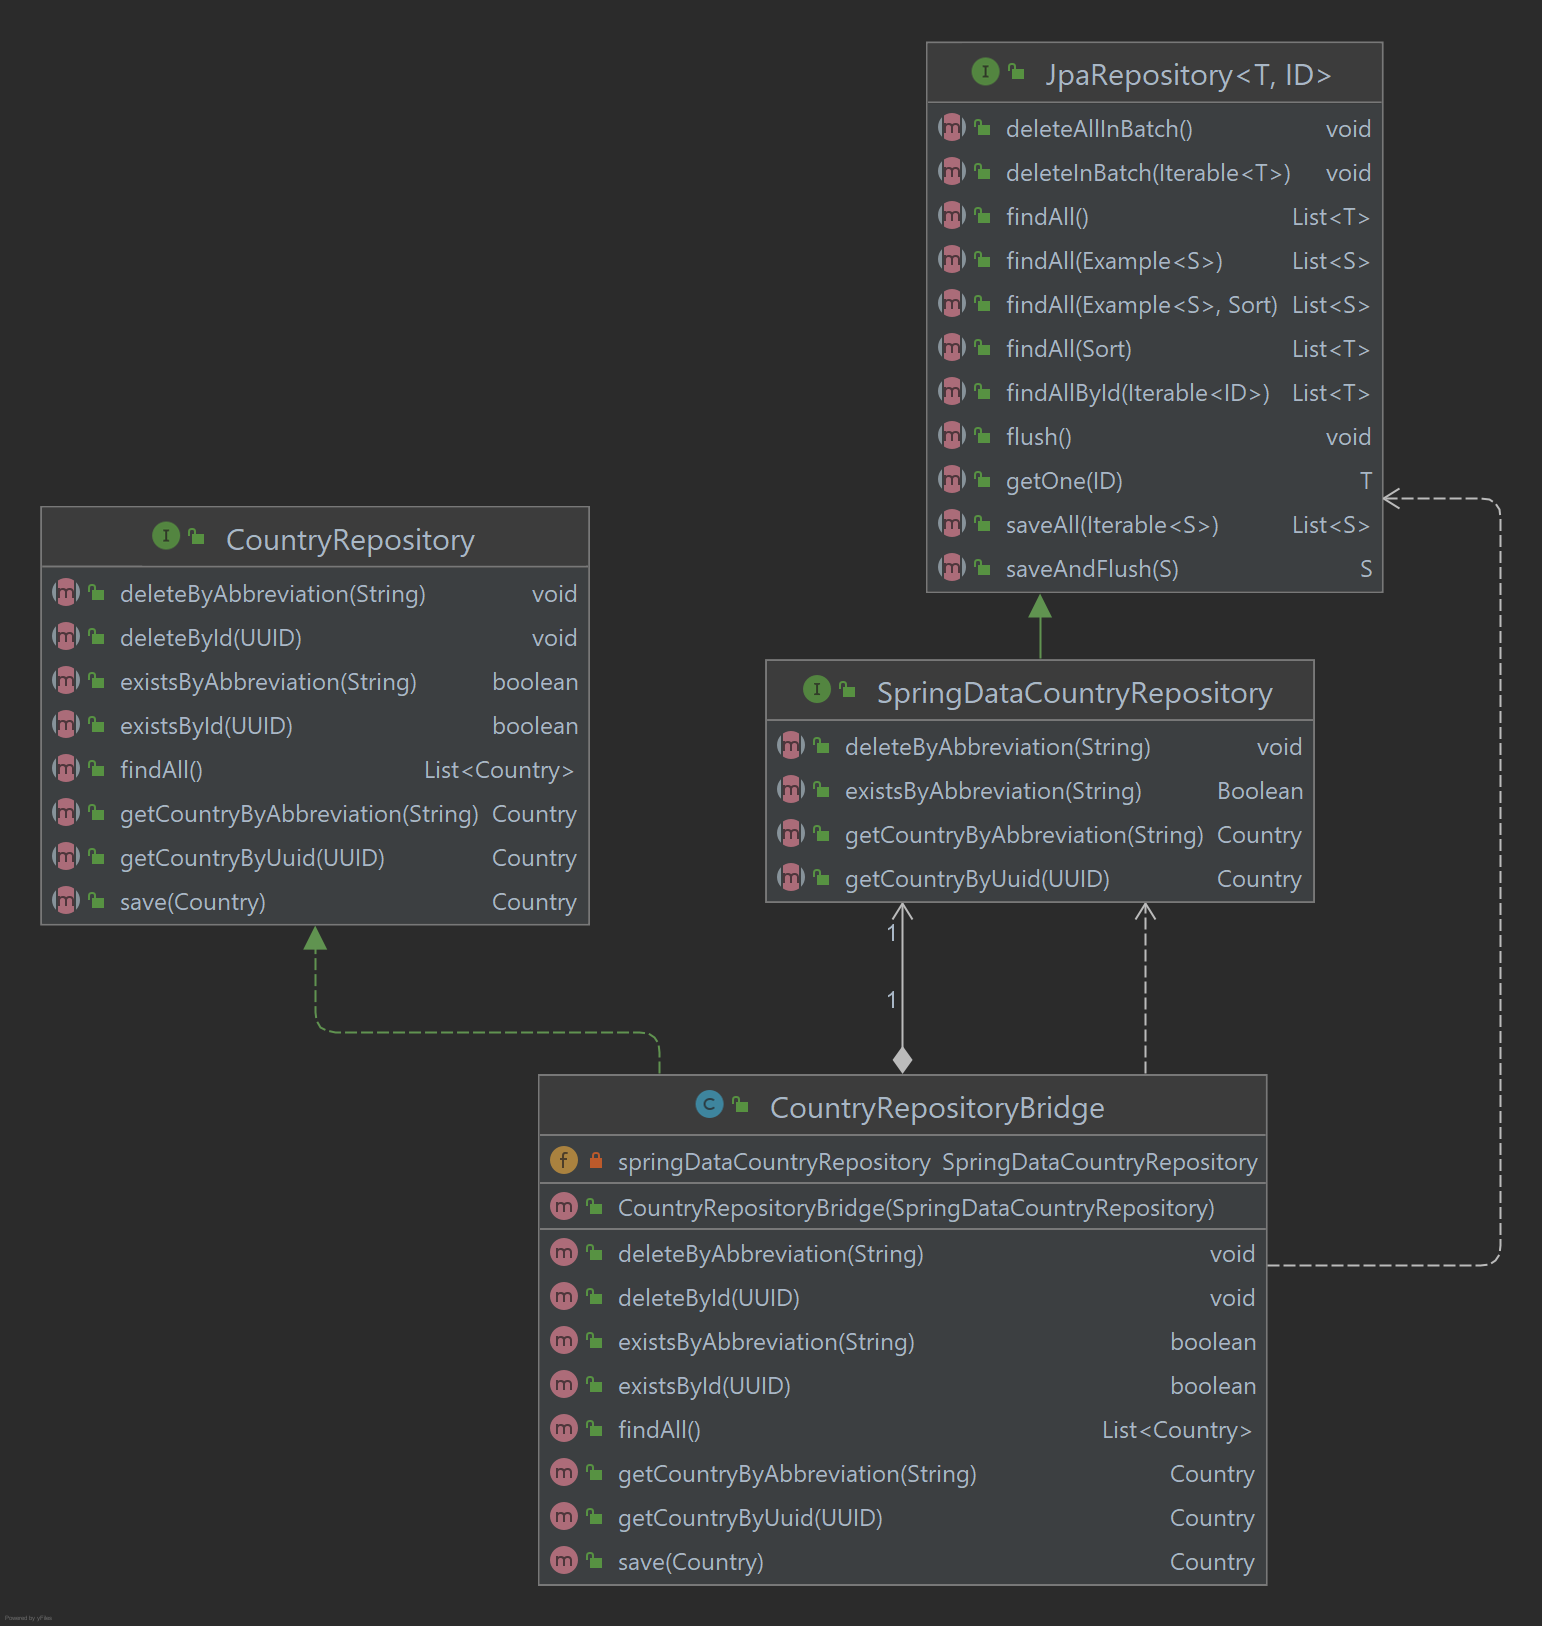 JpaRepository<T, ID>
deleteAllInBatch() void
deleteInBatch(Iterable<T>) void
findAll() List<T>
findAll(Example<S>) List<S>
findAll(Example<S>, Sort) List<S>
findAll(Sort) List<T>
findAllById(Iterable<ID>) List<T>
flush() void
getOne(ID) T
saveAll(Iterable<S>) List<S>
saveAndFlush(S) S
CountryRepository
deleteByAbbreviation(String) void
deleteById(UUID) void
existsByAbbreviation(String) boolean
existsById(UUID) boolean
findAll() List<Country>
getCountryByAbbreviation(String) Country
getCountryByUuid(UUID) Country
save(Country) Country
SpringDataCountryRepository
deleteByAbbreviation(String) void
existsByAbbreviation(String) Boolean
getCountryByAbbreviation(String) Country
getCountryByUuid(UUID) Country
1
1
CountryRepositoryBridge
springDataCountryRepository SpringDataCountryRepository
CountryRepositoryBridge(SpringDataCountryRepository)
deleteByAbbreviation(String) void
deleteById(UUID) void
existsByAbbreviation(String) boolean
existsById(UUID) boolean
findAll() List<Country>
getCountryByAbbreviation(String) Country
getCountryByUuid(UUID) Country
save(Country) Country
Powered by yFiles